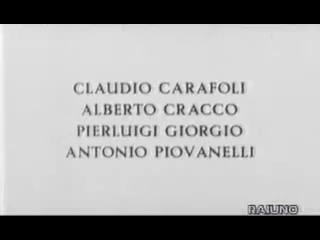 CLAUDIO CARAFOLI
ALBERTO CRACCO
PIERLUIGI GIORGIO
ANTONIO PIOVANELLI
RAIUNO